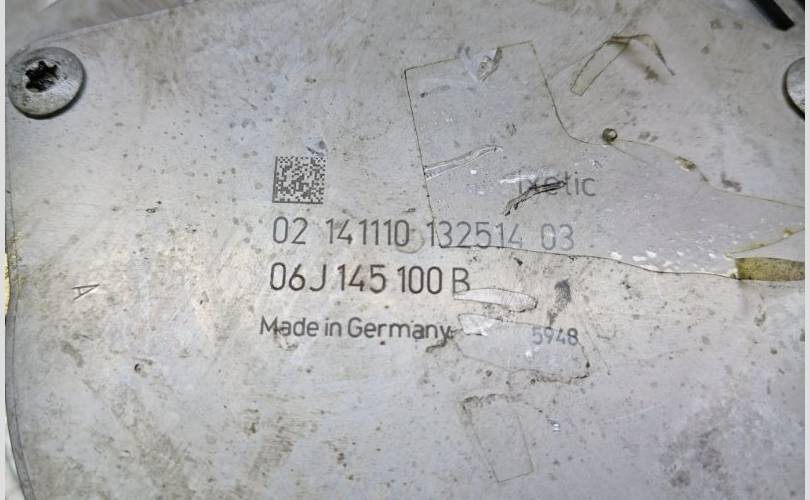 ixetic
02 141110 132514 03
06J 145 100 B
Made in Germany
5948
A